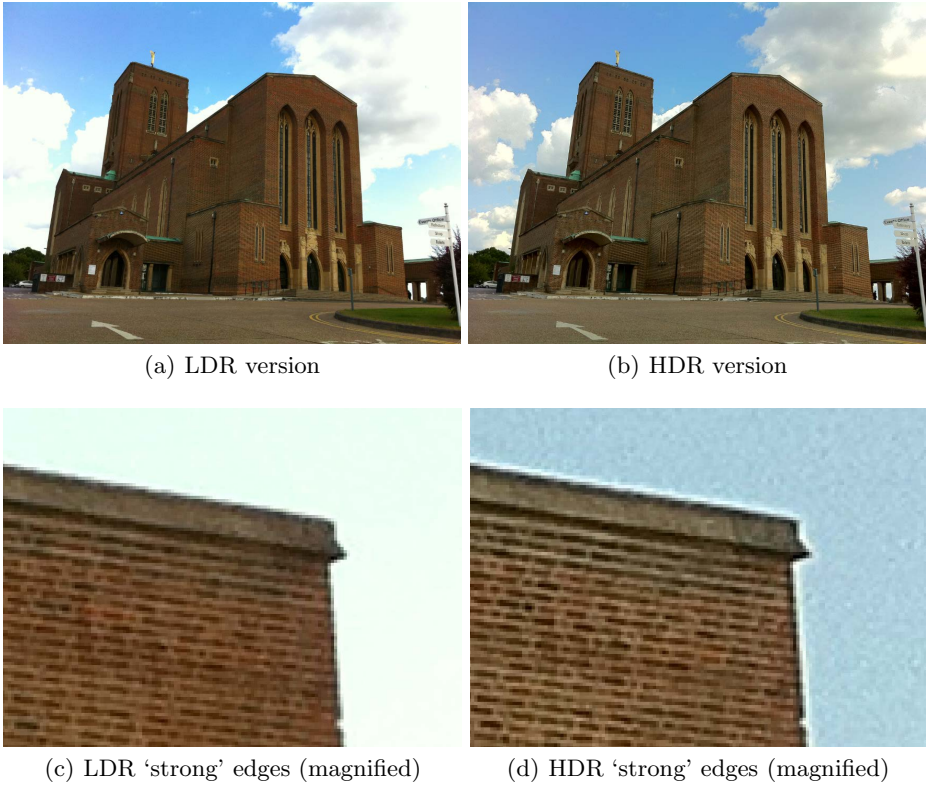 (a) LDR version
(b) HDR version
(c) LDR ‘strong’ edges (magnified)
(d) HDR ‘strong’ edges (magnified)